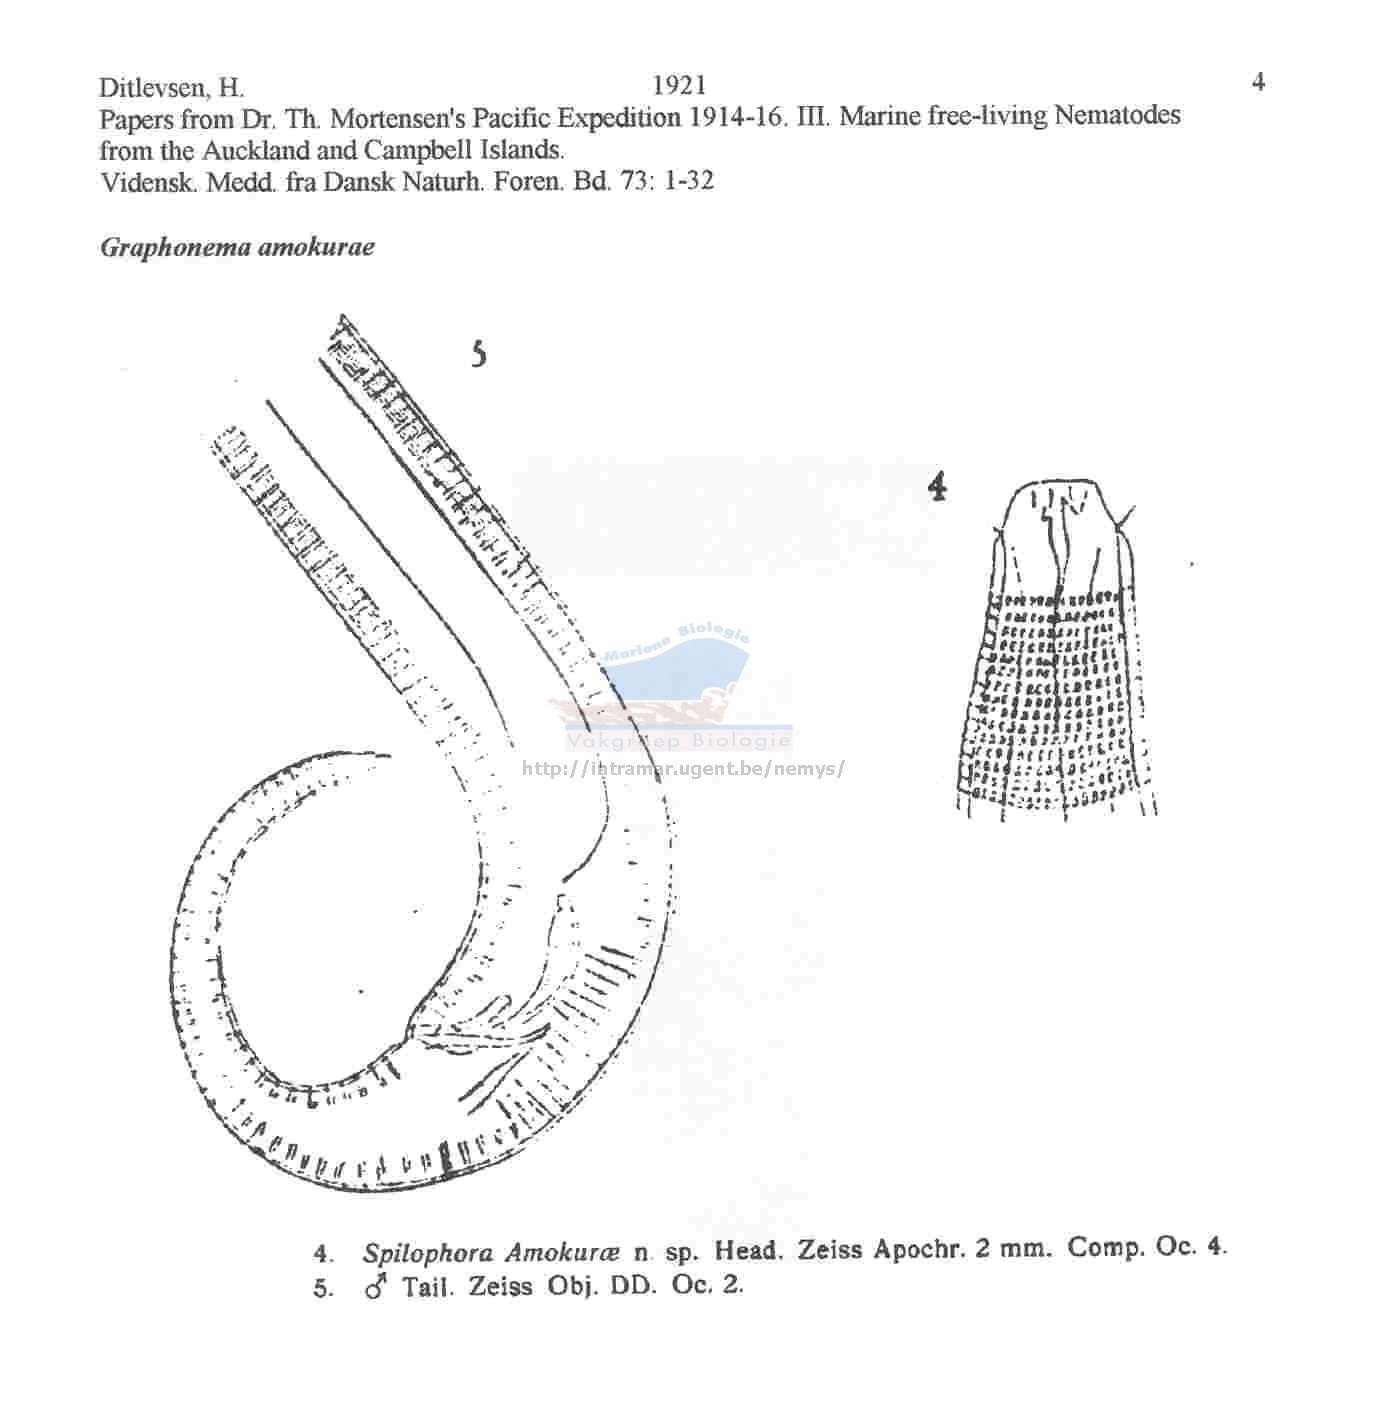 Ditlevsen, H. 1921 4
Papers from Dr. Th. Mortensen's Pacific Expedition 1914-16. III. Marine free-living Nematodes
from the Auckland and Campbell Islands.
Vidensk. Medd. fra Dansk Naturh. Foren. Bd. 73: 1-32
Graphonema amokurae
5
4
Mariene Biologie
Vakgroep Biologie
http://intramar.ugent.be/nemys/
4. Spilophora Amokuræ n. sp. Head. Zeiss Apochr. 2 mm. Comp. Oc. 4.
5. ♂ Tail. Zeiss Obj. DD. Oc. 2.